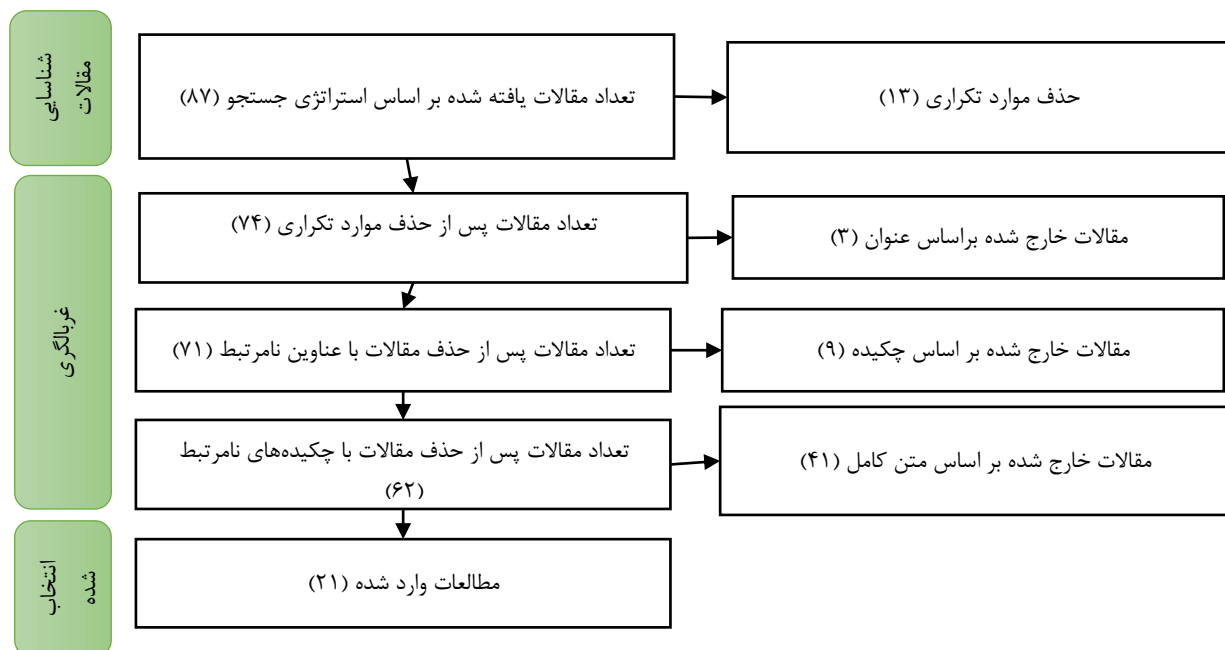 شناسایی
مقالات
تعداد مقالات یافته شده بر اساس استراتژی جستجو (۸۷)
حذف موارد تکراری (۱۳)
غربالگری
تعداد مقالات پس از حذف موارد تکراری (۷۴)
مقالات خارج شده براساس عنوان (۳)
تعداد مقالات پس از حذف مقالات با عناوین نامرتبط (۷۱)
مقالات خارج شده بر اساس چکیده (۹)
تعداد مقالات پس از حذف مقالات با چکیده‌های نامرتبط
(۶۲)
مقالات خارج شده بر اساس متن کامل (۴۱)
انتخاب
شده
مطالعات وارد شده (۲۱)